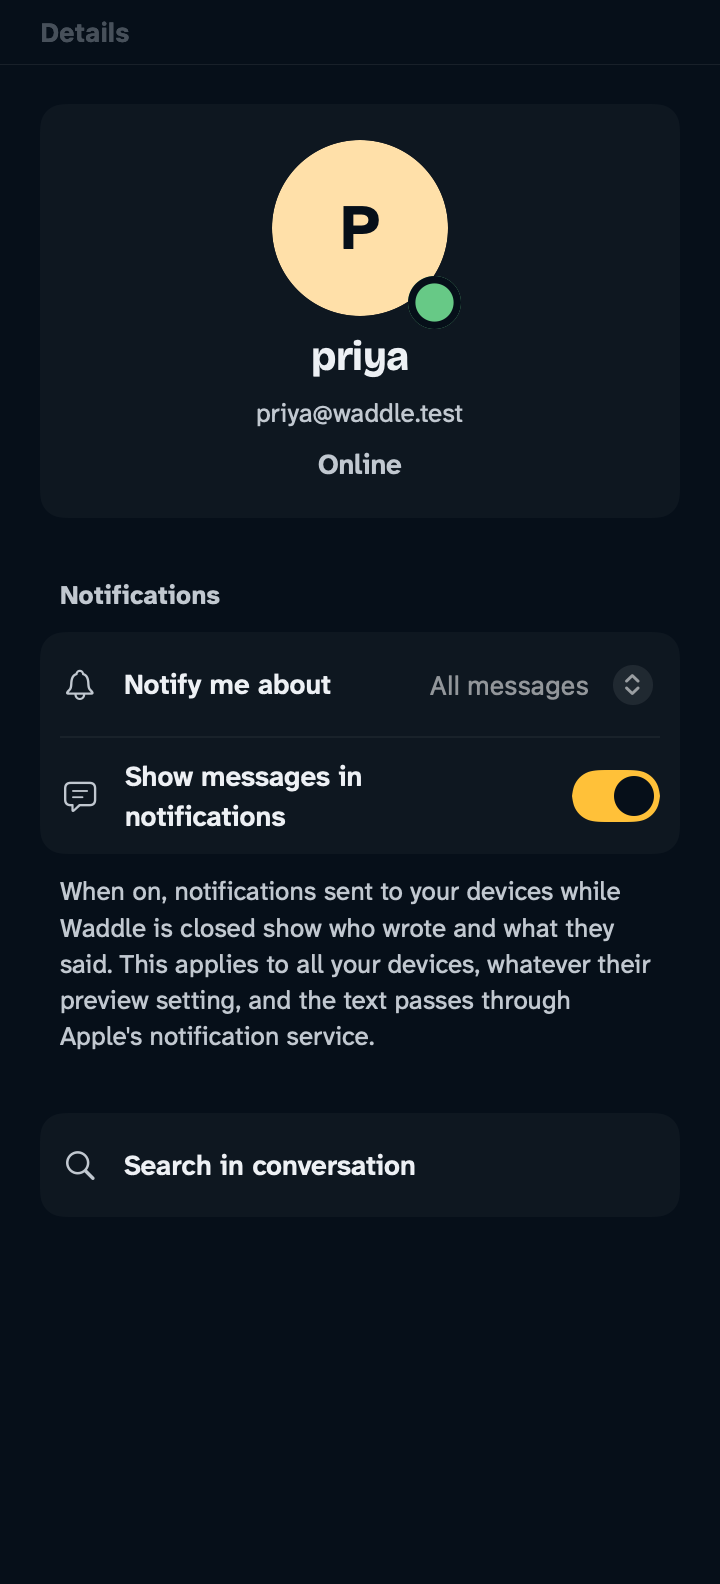 Details
P
priya
priya@waddle.test
Online
Notifications
Notify me about All messages
Show messages in
notifications
When on, notifications sent to your devices while
Waddle is closed show who wrote and what they
said. This applies to all your devices, whatever their
preview setting, and the text passes through
Apple's notification service.
Search in conversation